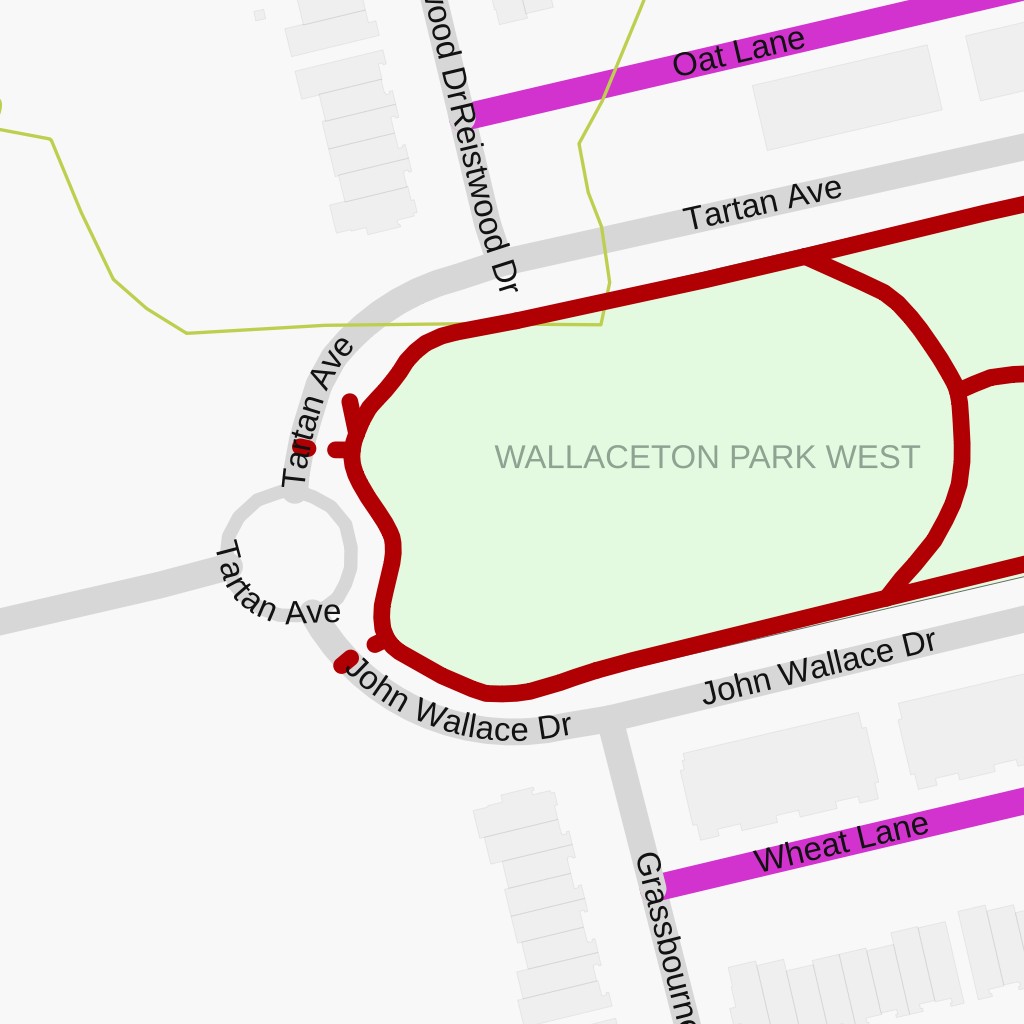 wood Dr
Oat Lane
Reistwood Dr
Tartan Ave
Tartan Ave
WALLACETON PARK WEST
Tartan Ave
John Wallace Dr
John Wallace Dr
Wheat Lane
Grassbourne